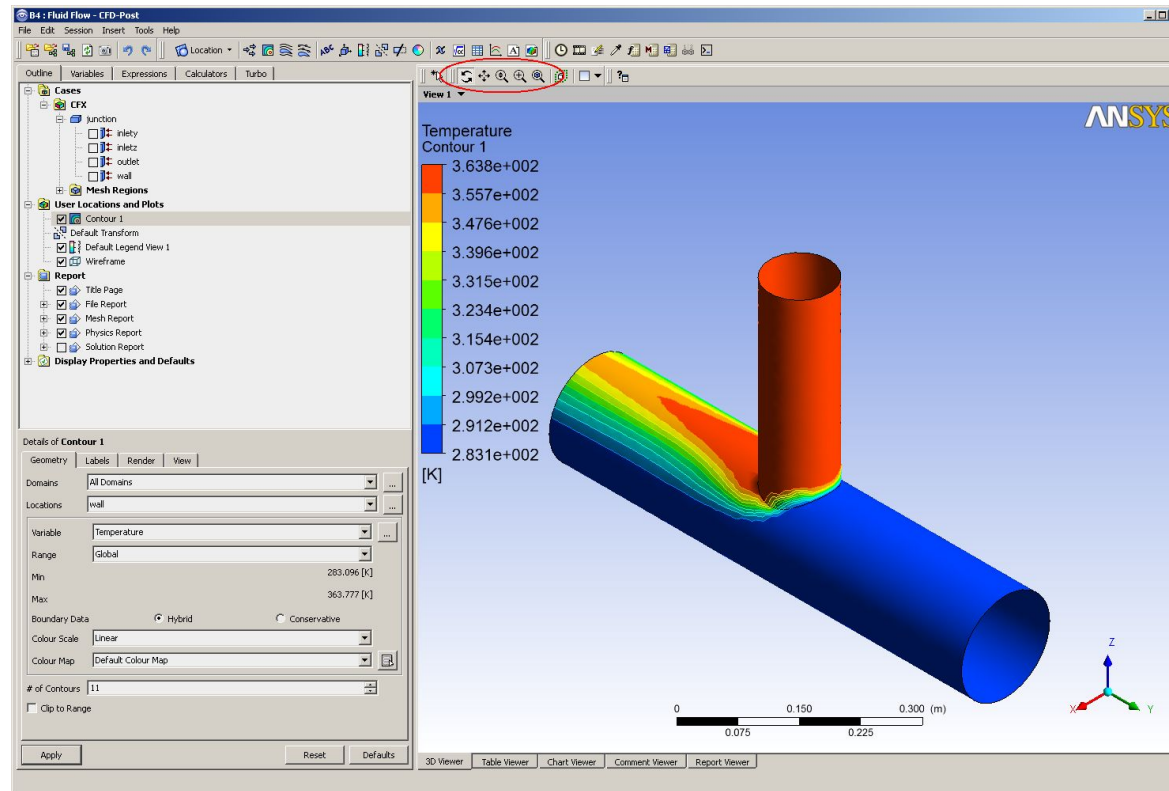 B4 : Fluid Flow - CFD-Post
File Edit Session Insert Tools Help
Location
Outline Variables Expressions Calculators Turbo
Cases
CFX
junction
inlety
inletz
outlet
wall
Mesh Regions
User Locations and Plots
Contour 1
Default Transform
Default Legend View 1
Wireframe
Report
Title Page
File Report
Mesh Report
Physics Report
Solution Report
Display Properties and Defaults
Details of Contour 1
Geometry Labels Render View
Domains All Domains ...
Locations wall ...
Variable Temperature ...
Range Global
Min 283.096 [K]
Max 363.777 [K]
Boundary Data Hybrid Conservative
Colour Scale Linear
Colour Map Default Colour Map
# of Contours 11
Clip to Range
Apply Reset Defaults
View 1
ANSYS
Temperature
Contour 1
3.638e+002
3.557e+002
3.476e+002
3.396e+002
3.315e+002
3.234e+002
3.154e+002
3.073e+002
2.992e+002
2.912e+002
2.831e+002
[K]
Z
X Y
0 0.150 0.300 (m)
0.075 0.225
3D Viewer Table Viewer Chart Viewer Comment Viewer Report Viewer